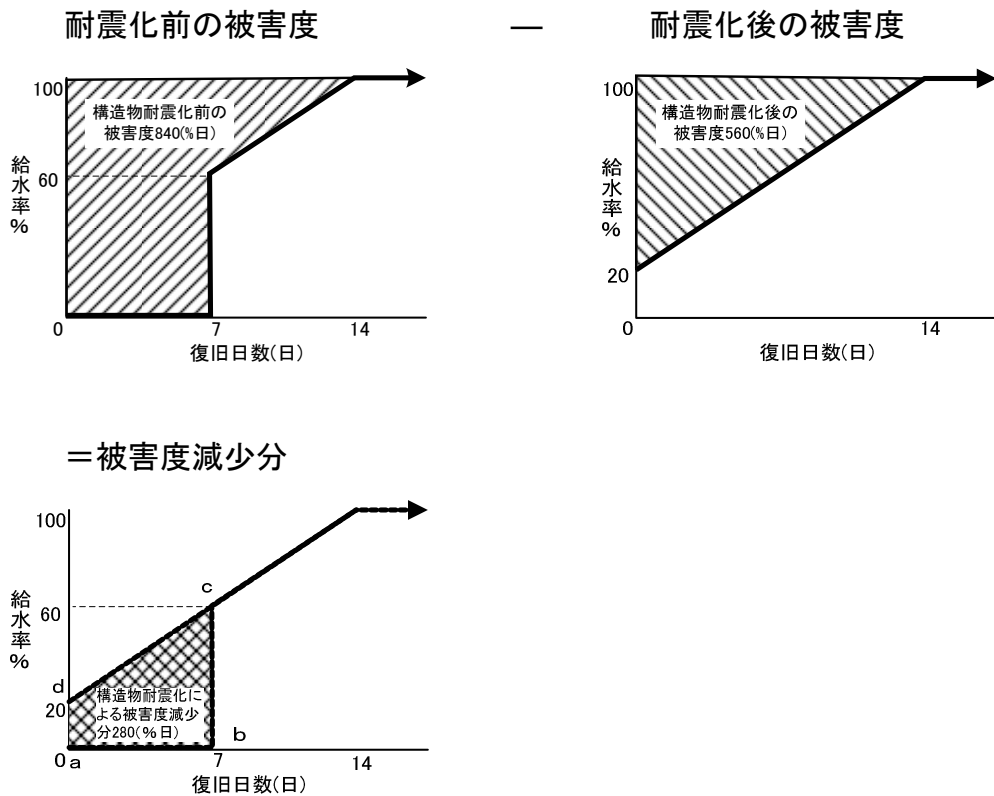 耐震化前の被害度
―
耐震化後の被害度
100
構造物耐震化前の
被害度840(%日)
給水率%
60
0
7
14
復旧日数(日)
100
構造物耐震化後の
被害度560(%日)
給水率%
20
0
14
復旧日数(日)
=被害度減少分
100
c
60
給水率%
d
20
構造物耐震化に
よる被害度減少
分280(%日)
b
0
a
7
14
復旧日数(日)